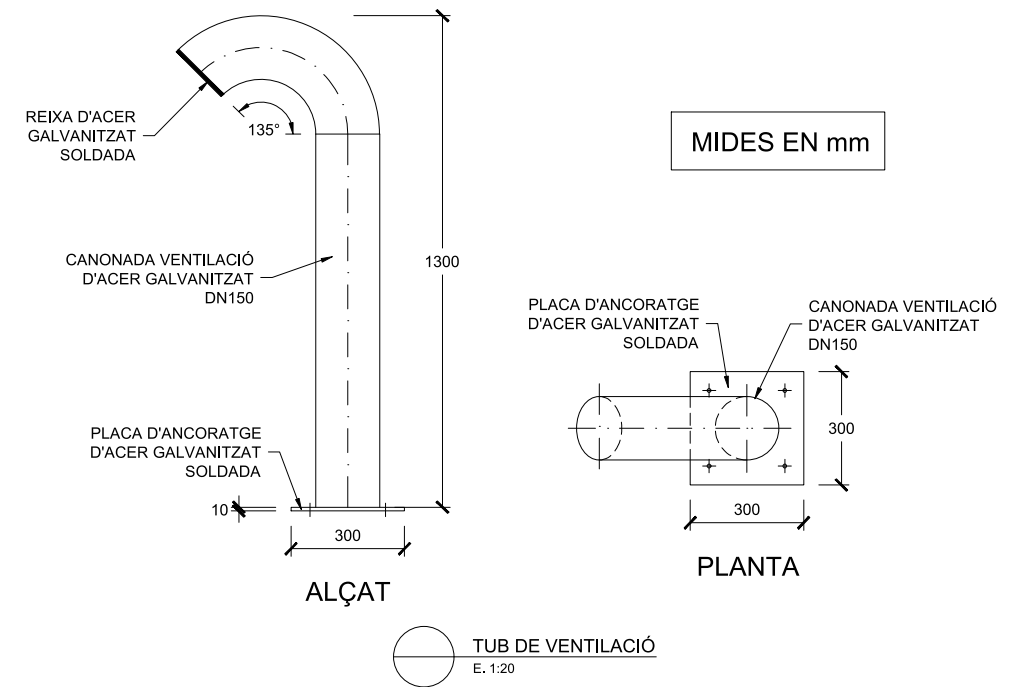 REIXA D'ACER
GALVANITZAT
SOLDADA
135°
CANONADA VENTILACIÓ
D'ACER GALVANITZAT
DN150
1300
PLACA D'ANCORATGE
D'ACER GALVANITZAT
SOLDADA
10
300
ALÇAT
MIDES EN mm
PLACA D'ANCORATGE
D'ACER GALVANITZAT
SOLDADA
CANONADA VENTILACIÓ
D'ACER GALVANITZAT
DN150
300
300
PLANTA
TUB DE VENTILACIÓ
E. 1:20